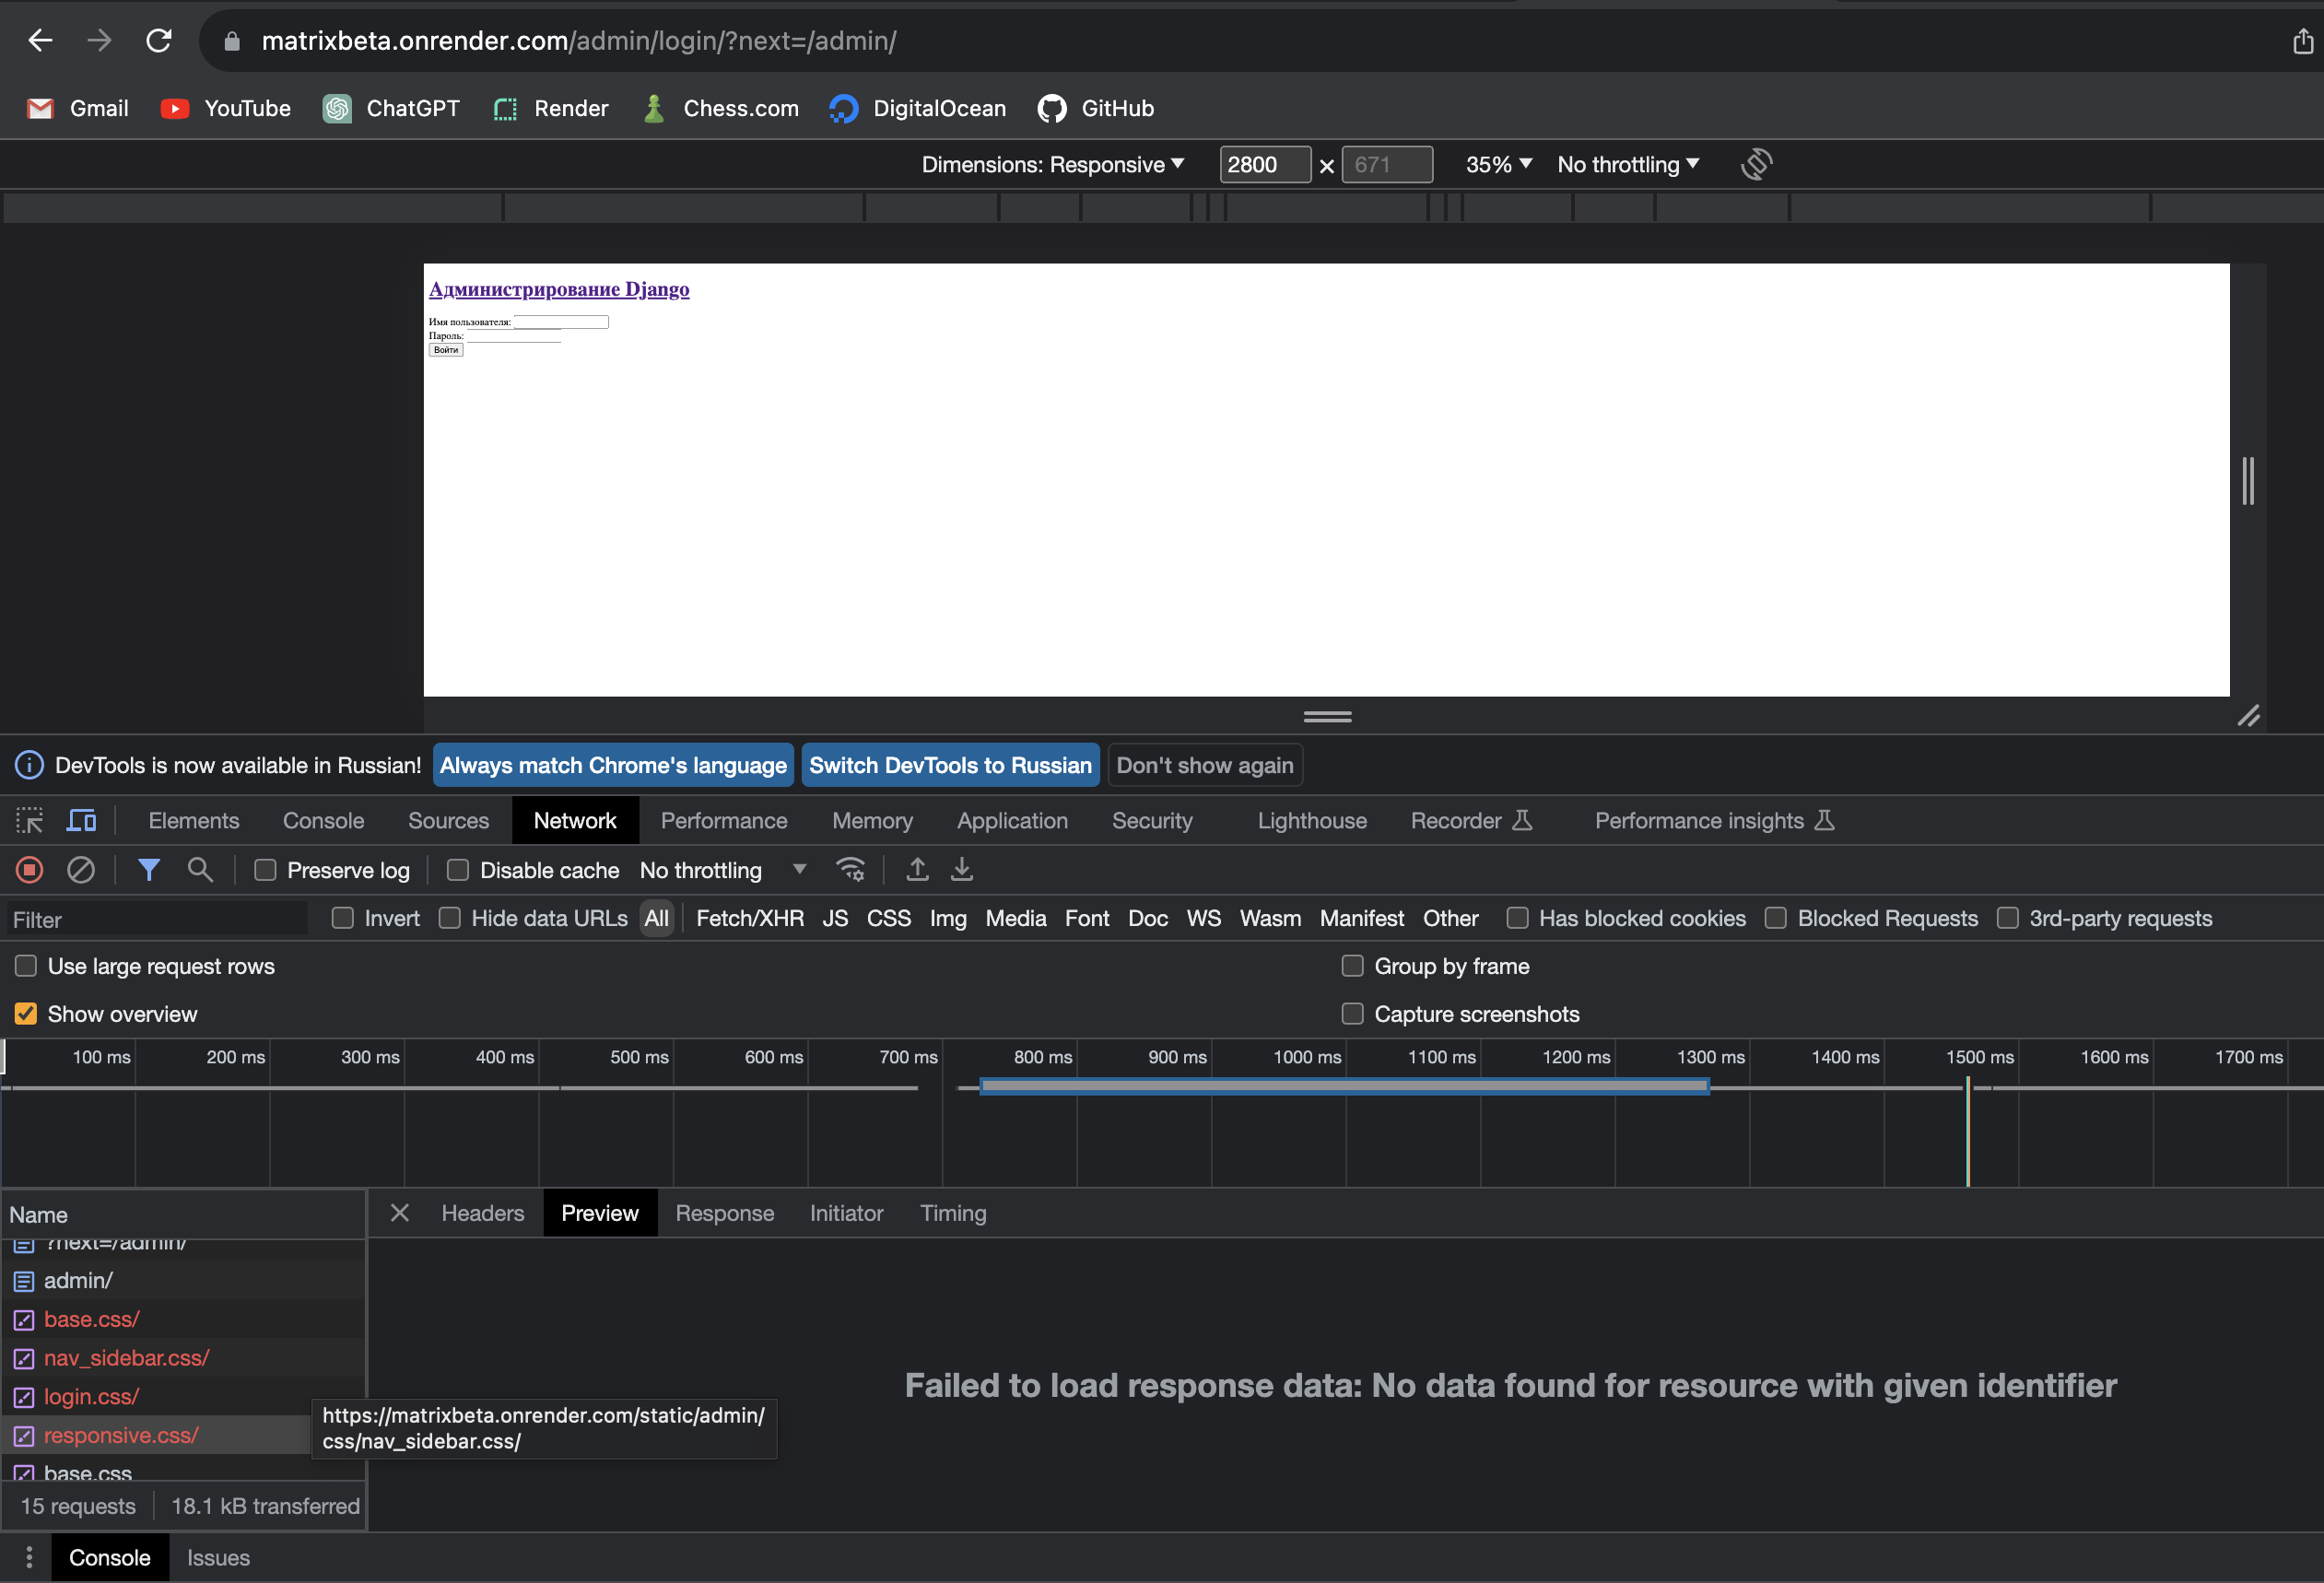 matrixbeta.onrender.com/admin/login/?next=/admin/
Gmail YouTube ChatGPT Render Chess.com DigitalOcean GitHub
Dimensions: Responsive 2800 × 671 35% No throttling
Администрирование Django
Имя пользователя:
Пароль:
Войти
DevTools is now available in Russian! Always match Chrome's language Switch DevTools to Russian Don't show again
Elements Console Sources Network Performance Memory Application Security Lighthouse Recorder Performance insights
Preserve log Disable cache No throttling
Filter Invert Hide data URLs All Fetch/XHR JS CSS Img Media Font Doc WS Wasm Manifest Other Has blocked cookies Blocked Requests 3rd-party requests
Use large request rows Group by frame
Show overview Capture screenshots
100 ms 200 ms 300 ms 400 ms 500 ms 600 ms 700 ms 800 ms 900 ms 1000 ms 1100 ms 1200 ms 1300 ms 1400 ms 1500 ms 1600 ms 1700 ms
Name Headers Preview Response Initiator Timing
?next=/admin/
admin/
base.css/
nav_sidebar.css/
login.css/
responsive.css/
base.css
https://matrixbeta.onrender.com/static/admin/
css/nav_sidebar.css/
Failed to load response data: No data found for resource with given identifier
15 requests 18.1 kB transferred
Console Issues